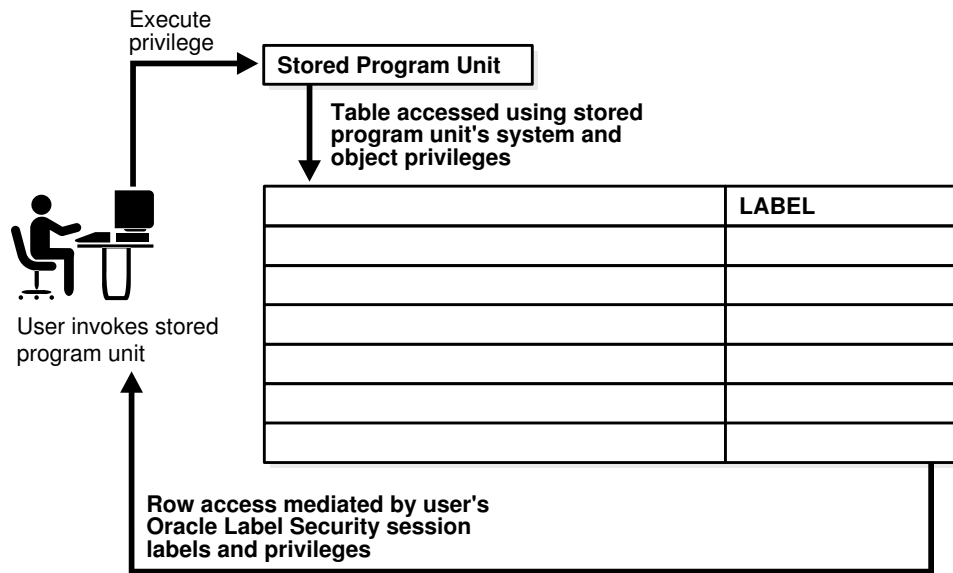 Execute
privilege
Stored Program Unit
Table accessed using stored
program unit's system and
object privileges
LABEL
User invokes stored
program unit
Row access mediated by user's
Oracle Label Security session
labels and privileges